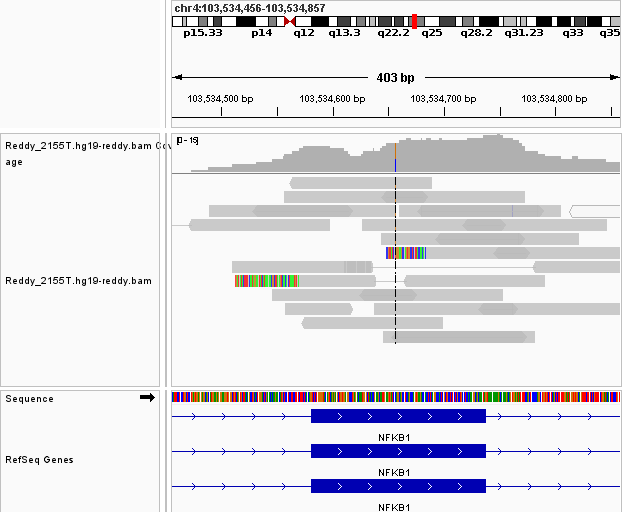 chr4:103,534,456-103,534,857
p15.33 p14 q12 q13.3 q22.2 q25 q28.2 q31.23 q33 q35
403 bp
103,534,500 bp 103,534,600 bp 103,534,700 bp 103,534,800 bp
[0 - 19]
Reddy_2155T.hg19-reddy.bam Cov
age
Reddy_2155T.hg19-reddy.bam
Sequence
NFKB1
RefSeq Genes
NFKB1
NFKB1